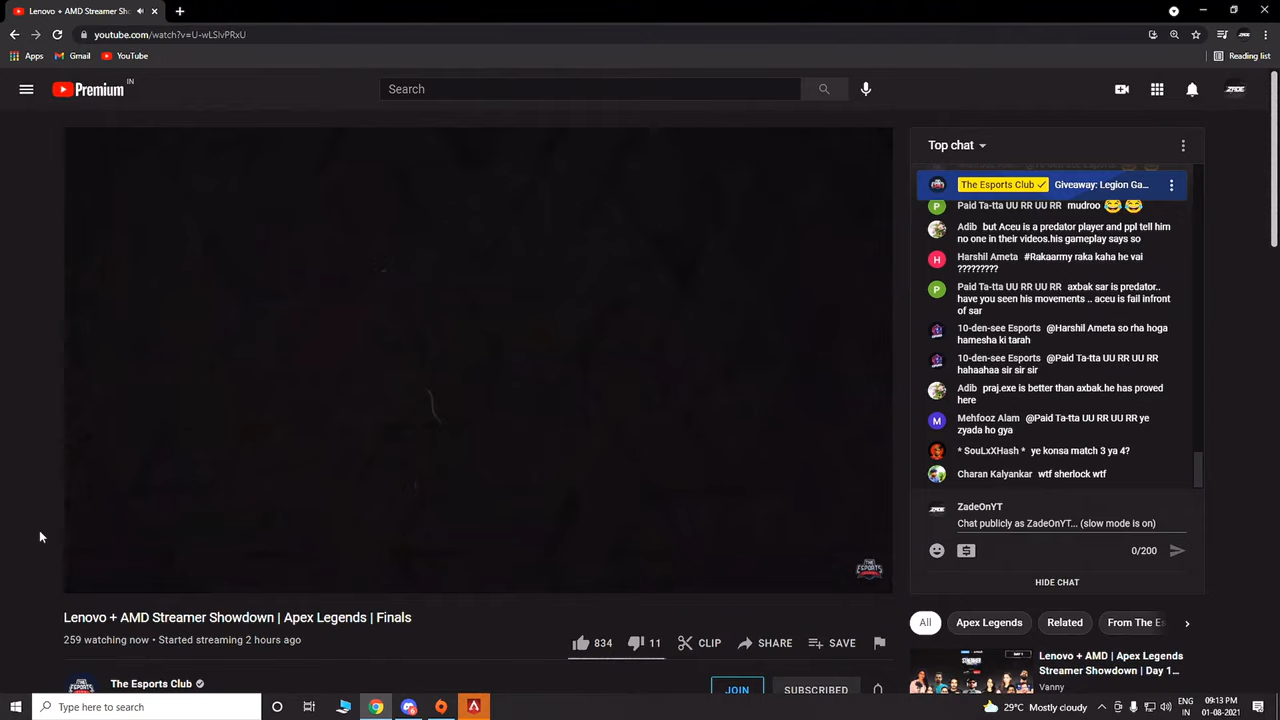 Lenovo + AMD Streamer Sho
youtube.com/watch?v=U-wLSlvPRxU
Apps
Gmail
YouTube
Reading list
Premium IN
Search
ZADE
Top chat
The Esports Club Giveaway: Legion Ga...
Paid Ta-tta UU RR UU RR mudroo
Adib but Aceu is a predator player and ppl tell him
no one in their videos.his gameplay says so
Harshil Ameta #Rakaarmy raka kaha he vai
?????????
Paid Ta-tta UU RR UU RR axbak sar is predator..
have you seen his movements .. aceu is fail infront
of sar
10-den-see Esports @Harshil Ameta so rha hoga
hamesha ki tarah
10-den-see Esports @Paid Ta-tta UU RR UU RR
hahaahaa sir sir sir
Adib praj.exe is better than axbak.he has proved
here
Mehfooz Alam @Paid Ta-tta UU RR UU RR ye
zyada ho gya
* SouLxXHash * ye konsa match 3 ya 4?
Charan Kalyankar wtf sherlock wtf
ZadeOnYT
Chat publicly as ZadeOnYT... (slow mode is on)
0/200
HIDE CHAT
THE ESPORTS
Lenovo + AMD Streamer Showdown | Apex Legends | Finals
259 watching now • Started streaming 2 hours ago
834
11
CLIP
SHARE
SAVE
All
Apex Legends
Related
From The Es
Lenovo + AMD | Apex Legends
Streamer Showdown | Day 1...
Vanny
The Esports Club
JOIN
SUBSCRIBED
Type here to search
29°C Mostly cloudy
ENG
IN
09:13 PM
01-08-2021